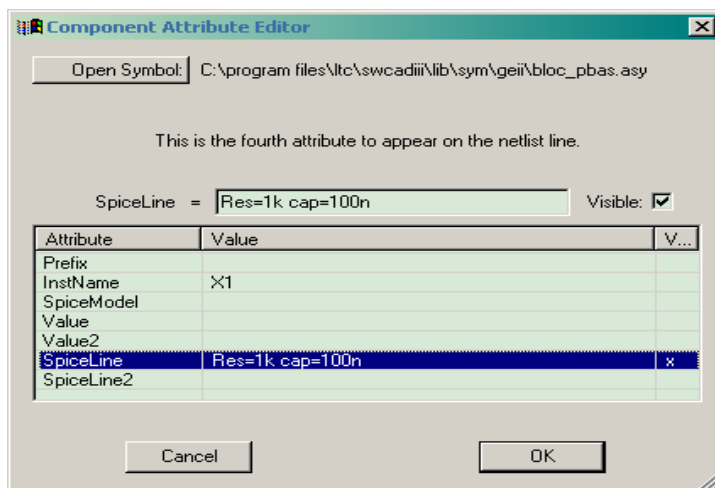 Component Attribute Editor
Open Symbol: C:\program files\ltc\swcadiii\lib\sym\geii\bloc_pbas.asy
This is the fourth attribute to appear on the netlist line.
SpiceLine = Res=1k cap=100n Visible:
Attribute Value V...
Prefix
InstName X1
SpiceModel
Value
Value2
SpiceLine Res=1k cap=100n x
SpiceLine2
Cancel OK